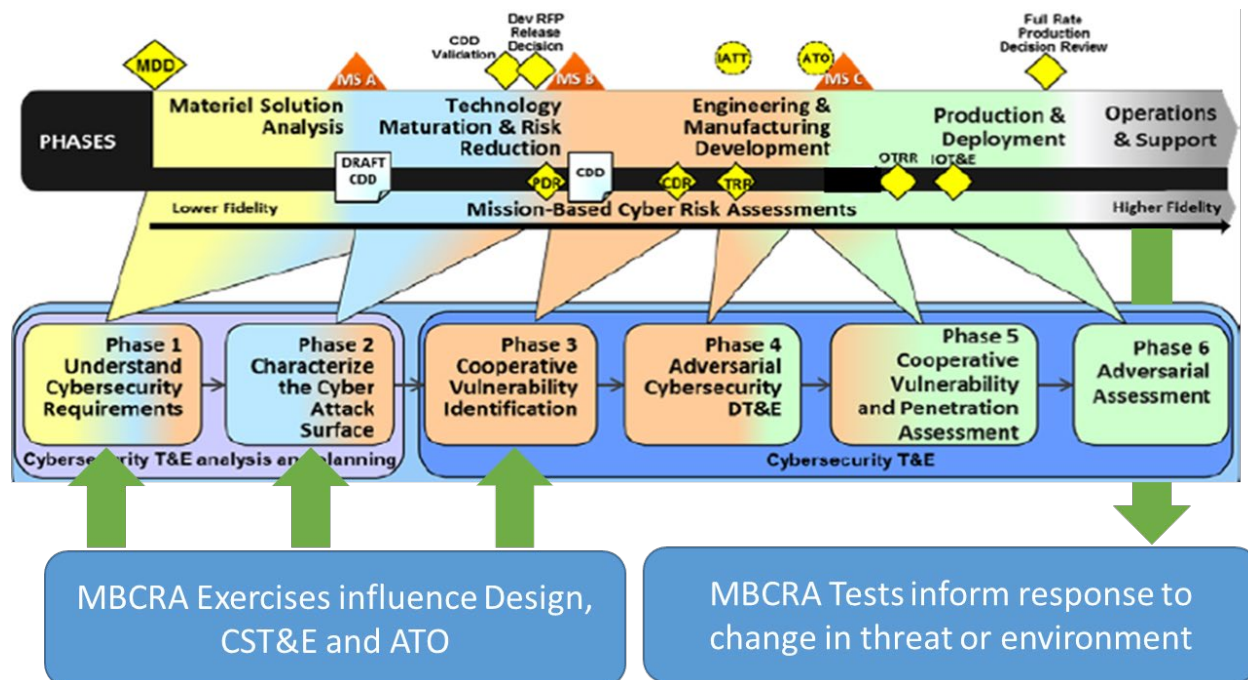 Dev RFP
Release
Decision
CDD
Validation
Full Rate
Production
Decision Review
MDD
MS A
MS B
IATT
ATO
MS C
PHASES
Materiel Solution
Analysis
Technology
Maturation & Risk
Reduction
Engineering &
Manufacturing
Development
Production &
Deployment
Operations
& Support
DRAFT
CDD
PDR
CDD
CDR
TRR
OTRR
IOT&E
Lower Fidelity
Mission-Based Cyber Risk Assessments
Higher Fidelity
Phase 1
Understand
Cybersecurity
Requirements
Phase 2
Characterize
the Cyber
Attack
Surface
Phase 3
Cooperative
Vulnerability
Identification
Phase 4
Adversarial
Cybersecurity
DT&E
Phase 5
Cooperative
Vulnerability
and Penetration
Assessment
Phase 6
Adversarial
Assessment
Cybersecurity T&E analysis and planning
Cybersecurity T&E
MBCRA Exercises influence Design,
CST&E and ATO
MBCRA Tests inform response to
change in threat or environment